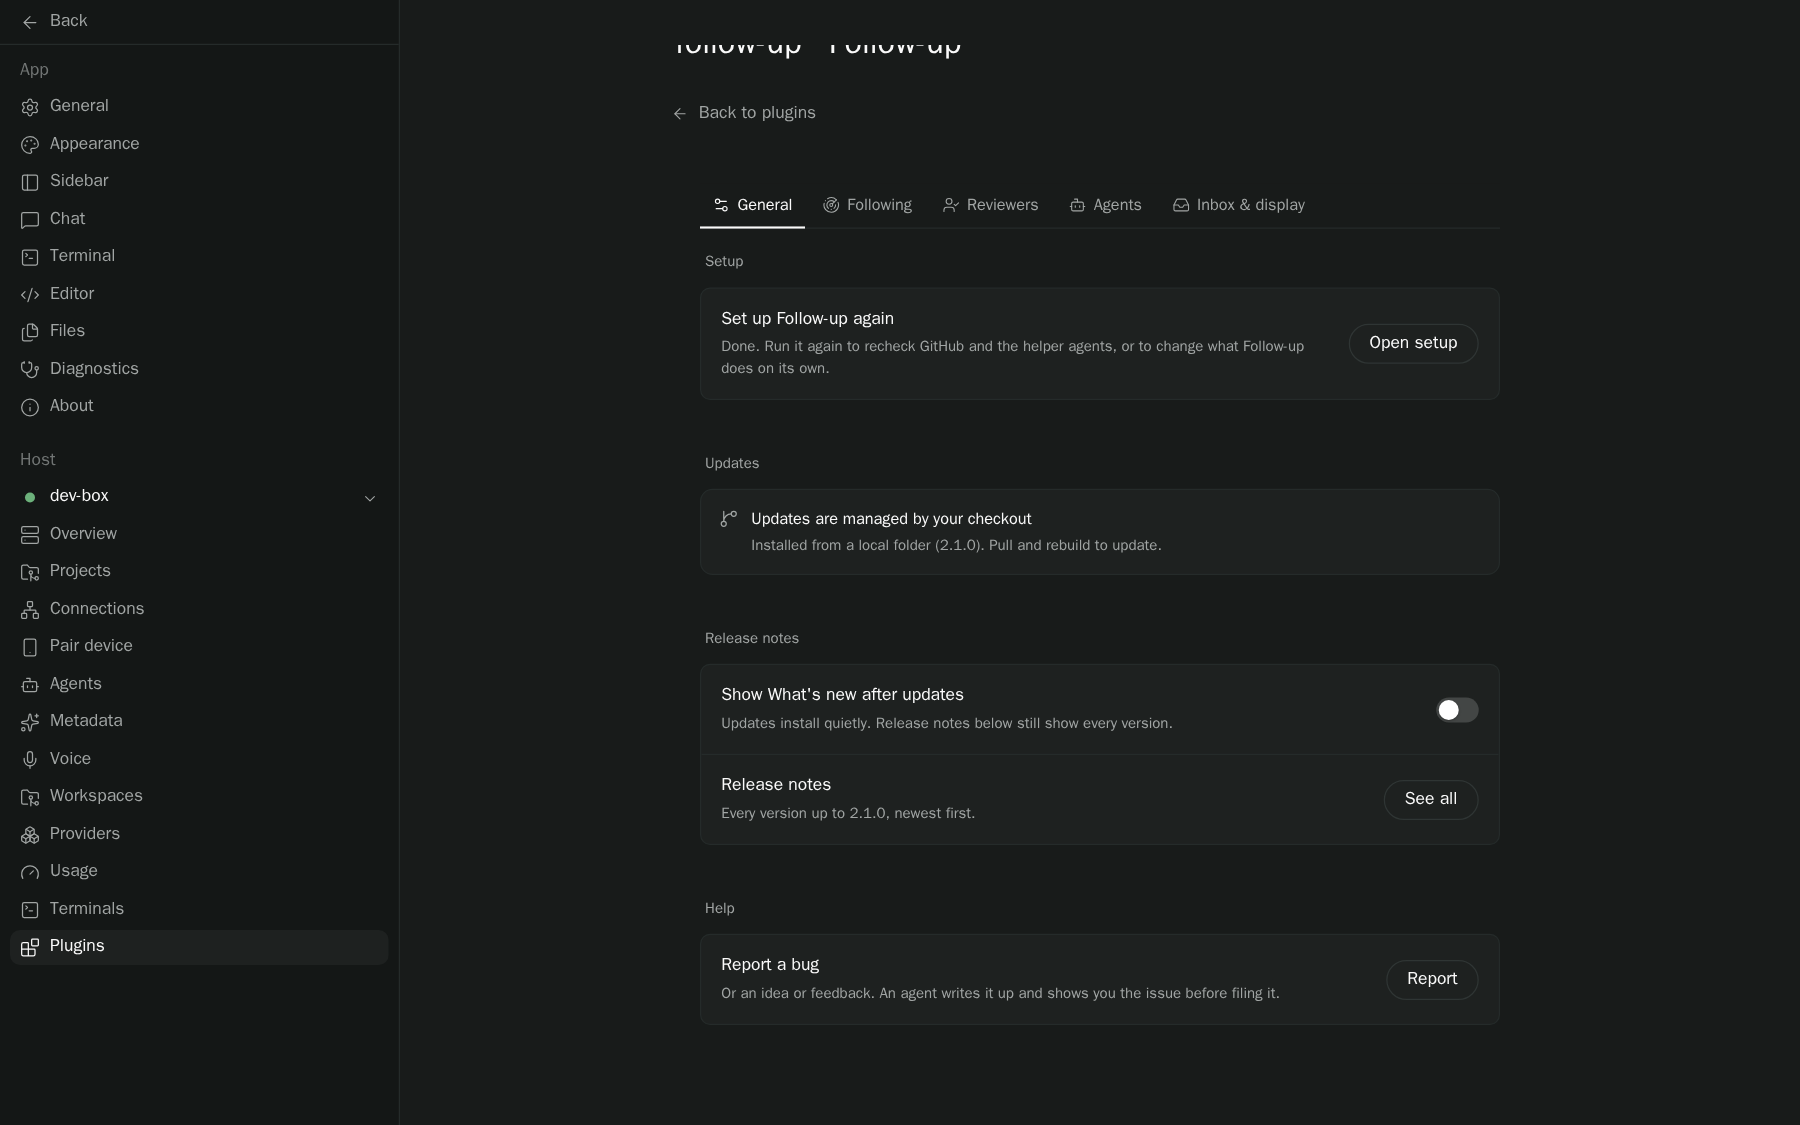 Back
App
General
Appearance
Sidebar
Chat
Terminal
Editor
Files
Diagnostics
About
Host
dev-box
Overview
Projects
Connections
Pair device
Agents
Metadata
Voice
Workspaces
Providers
Usage
Terminals
Plugins
follow-up Follow-up
Back to plugins
General Following Reviewers Agents Inbox & display
Setup
Set up Follow-up again
Done. Run it again to recheck GitHub and the helper agents, or to change what Follow-up
does on its own.
Open setup
Updates
Updates are managed by your checkout
Installed from a local folder (2.1.0). Pull and rebuild to update.
Release notes
Show What's new after updates
Updates install quietly. Release notes below still show every version.
Release notes
Every version up to 2.1.0, newest first.
See all
Help
Report a bug
Or an idea or feedback. An agent writes it up and shows you the issue before filing it.
Report